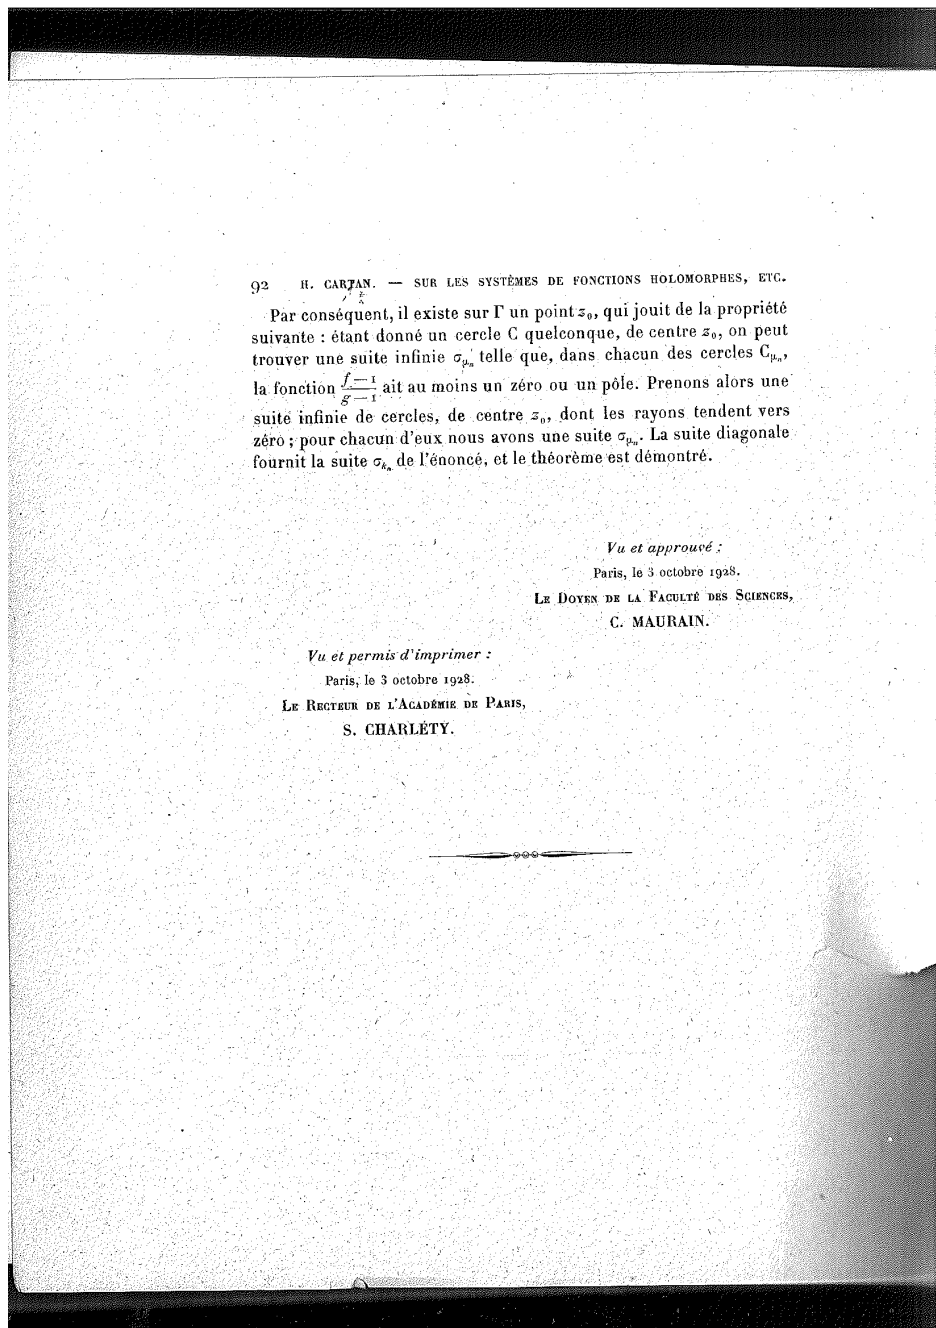 92 H. CARTAN. — SUR LES SYSTÈMES DE FONCTIONS HOLOMORPHES, ETC.
Par conséquent, il existe sur Γ un point z₀, qui jouit de la propriété
suivante : étant donné un cercle C quelconque, de centre z₀, on peut
trouver une suite infinie σ_{μₙ} telle que, dans chacun des cercles C_{μₙ},
la fonction \frac{f-1}{g-1} ait au moins un zéro ou un pôle. Prenons alors une
suite infinie de cercles, de centre z₀, dont les rayons tendent vers
zéro ; pour chacun d'eux nous avons une suite σ_{μₙ}. La suite diagonale
fournit la suite σ_{kₙ} de l'énoncé, et le théorème est démontré.
Vu et approuvé :
Paris, le 3 octobre 1928.
LE DOYEN DE LA FACULTÉ DES SCIENCES,
C. MAURAIN.
Vu et permis d'imprimer :
Paris, le 3 octobre 1928.
LE RECTEUR DE L'ACADÉMIE DE PARIS,
S. CHARLÉTY.